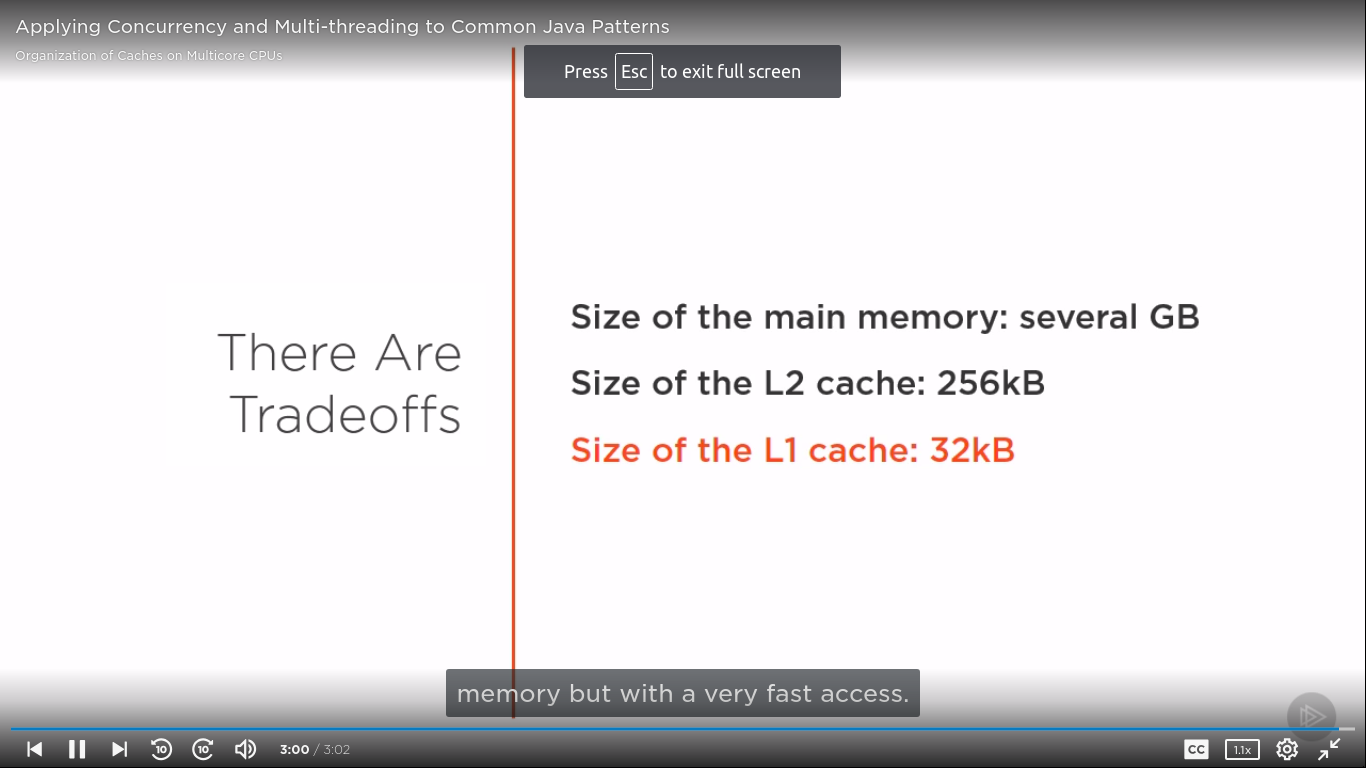 Applying Concurrency and Multi-threading to Common Java Patterns
Organization of Caches on Multicore CPUs
Press Esc to exit full screen
There Are
Tradeoffs
Size of the main memory: several GB
Size of the L2 cache: 256kB
Size of the L1 cache: 32kB
memory but with a very fast access.
10 10 3:00 / 3:02 CC 1.1x